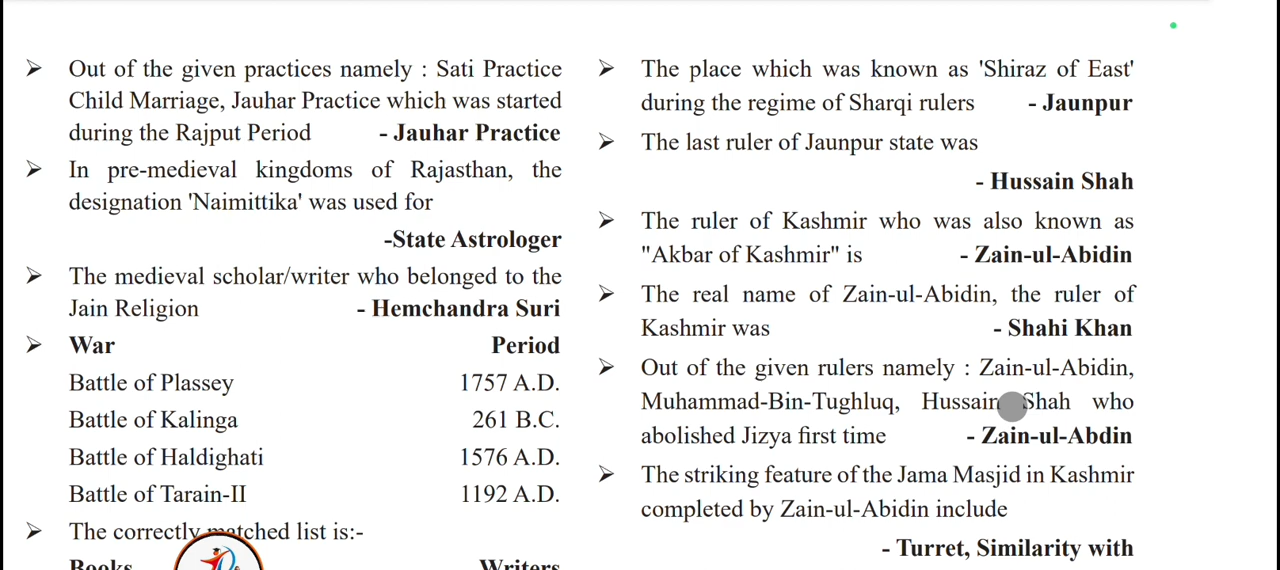 ➢ Out of the given practices namely : Sati Practice
Child Marriage, Jauhar Practice which was started
during the Rajput Period - Jauhar Practice
➢ In pre-medieval kingdoms of Rajasthan, the
designation 'Naimittika' was used for
-State Astrologer
➢ The medieval scholar/writer who belonged to the
Jain Religion - Hemchandra Suri
➢ War Period
Battle of Plassey 1757 A.D.
Battle of Kalinga 261 B.C.
Battle of Haldighati 1576 A.D.
Battle of Tarain-II 1192 A.D.
➢ The correctly matched list is:-
Books Writers
➢ The place which was known as 'Shiraz of East'
during the regime of Sharqi rulers - Jaunpur
➢ The last ruler of Jaunpur state was
- Hussain Shah
➢ The ruler of Kashmir who was also known as
"Akbar of Kashmir" is - Zain-ul-Abidin
➢ The real name of Zain-ul-Abidin, the ruler of
Kashmir was - Shahi Khan
➢ Out of the given rulers namely : Zain-ul-Abidin,
Muhammad-Bin-Tughluq, Hussain Shah who
abolished Jizya first time - Zain-ul-Abdin
➢ The striking feature of the Jama Masjid in Kashmir
completed by Zain-ul-Abidin include
- Turret, Similarity with